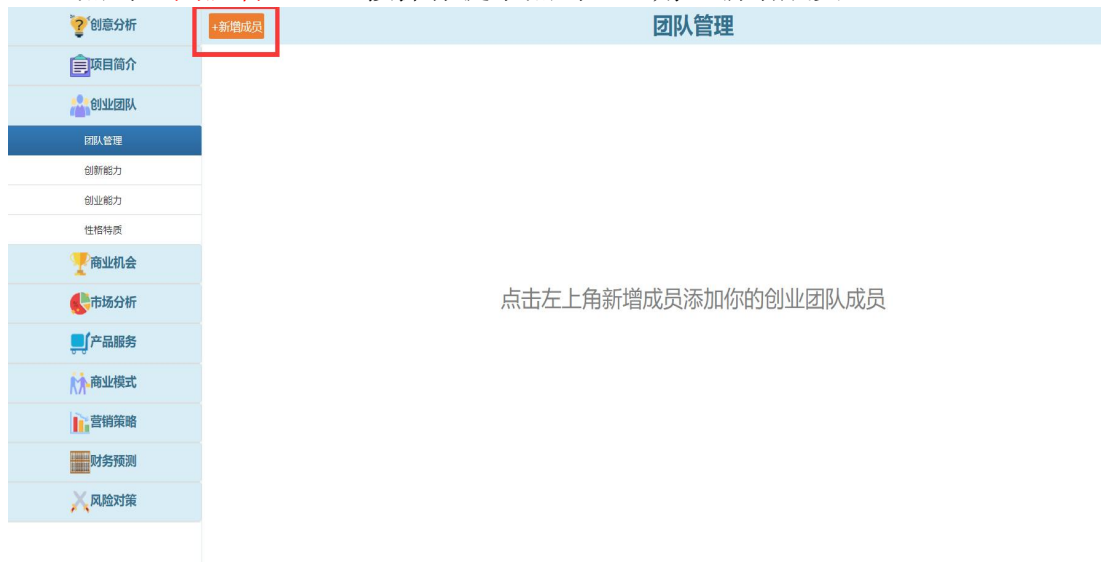 创意分析
+新增成员
团队管理
项目简介
创业团队
团队管理
创新能力
创业能力
性格特质
商业机会
市场分析
点击左上角新增成员添加你的创业团队成员
产品服务
商业模式
营销策略
财务预测
风险对策